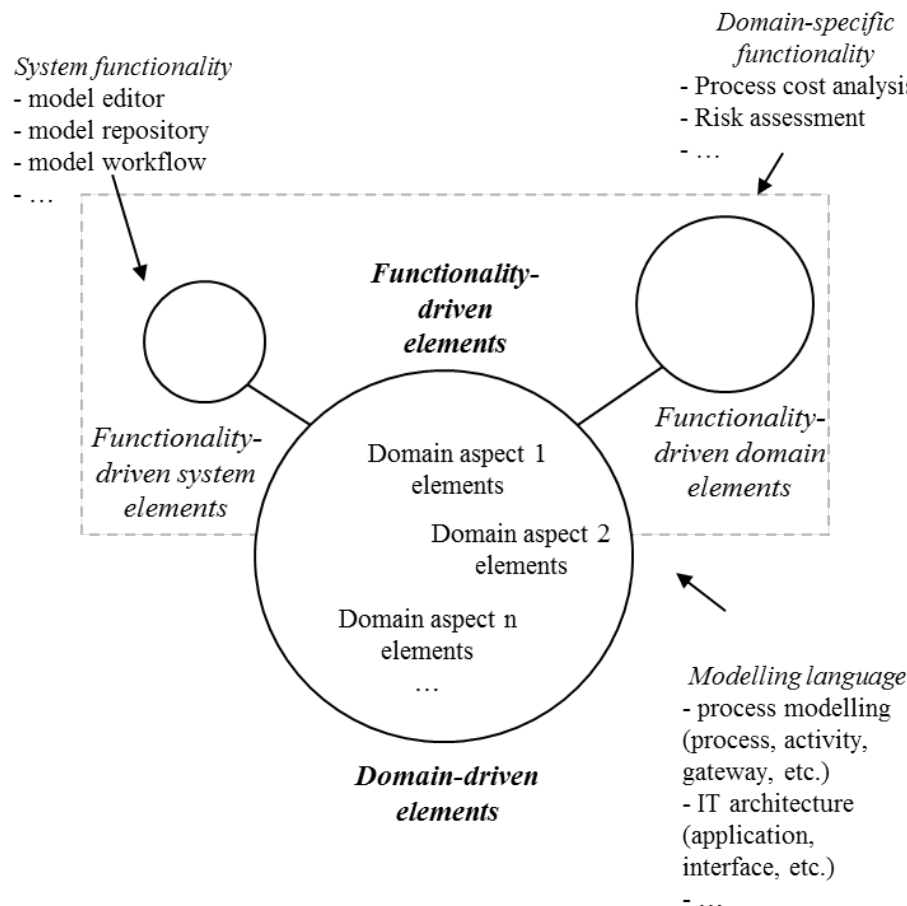 System functionality
- model editor
- model repository
- model workflow
- …
Domain-specific
functionality
- Process cost analysis
- Risk assessment
- …
Functionality-
driven
elements
Functionality-
driven system
elements
Functionality-
driven domain
elements
Domain aspect 1
elements
Domain aspect 2
elements
Domain aspect n
elements
…
Domain-driven
elements
Modelling language
- process modelling
(process, activity,
gateway, etc.)
- IT architecture
(application,
interface, etc.)
- …